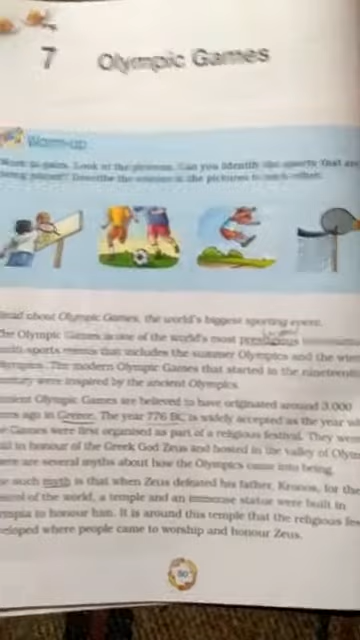 7 Olympic Games
Warm-up
Work in pairs. Look at the pictures. Can you identify the sports that are
being played? Describe the scenes in the pictures to each other.
Read about Olympic Games, the world's biggest sporting event.
The Olympic Games is one of the world's most prestigious
multi-sports events that includes the summer Olympics and the
Olympics. The modern Olympic Games that started in the nineteenth
century were inspired by the ancient Olympics.
Ancient Olympic Games are believed to have originated around 3,000
years ago in Greece. The year 776 BC is widely accepted as the year
Games were first organised as part of a religious festival. They were
in honour of the Greek God Zeus and hosted in the valley of
There are several myths about how the Olympics came into being.
such myth is that when Zeus defeated his father, Kronos, for the
of the world, a temple and an immense statue were built in
to honour him. It is around this temple that the religious
developed where people came to worship and honour Zeus.